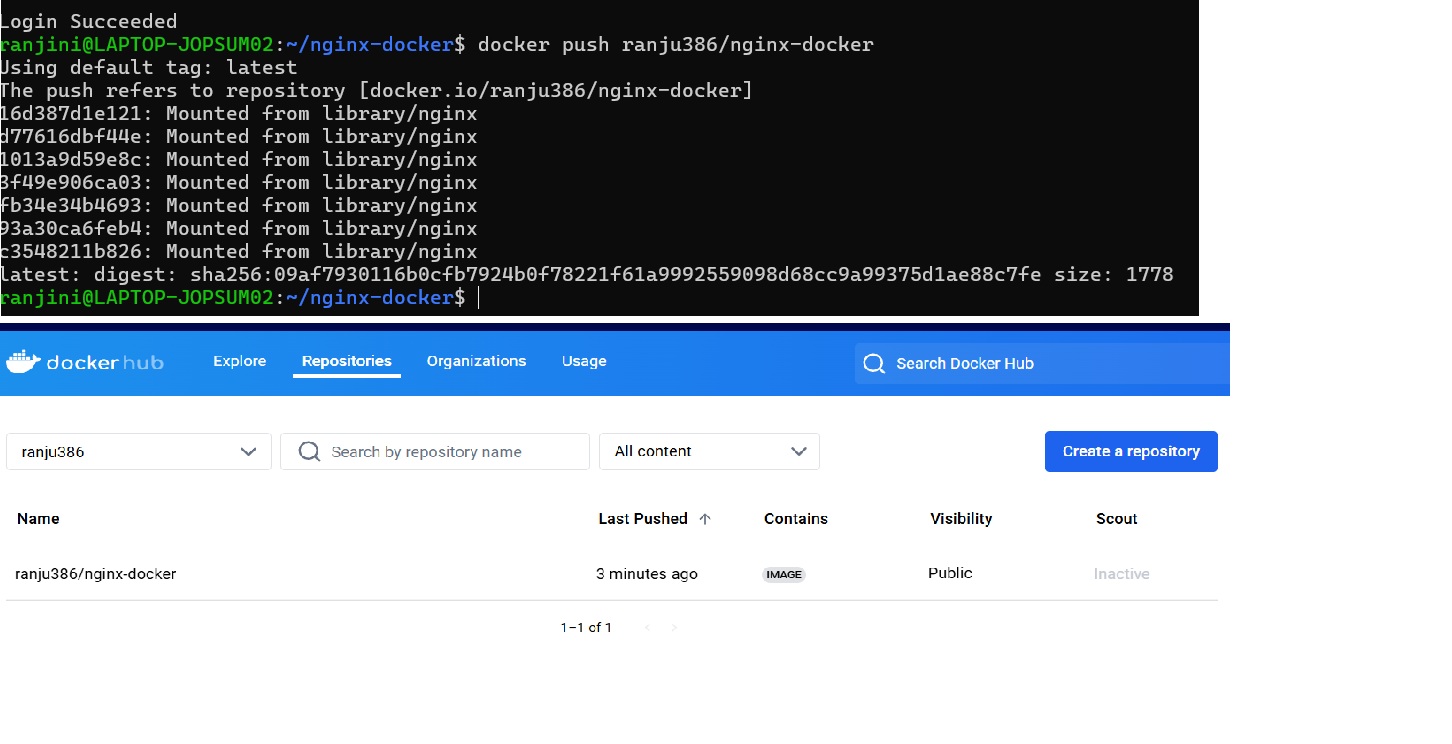 Login Succeeded
ranjini@LAPTOP-JOPSUM02:~/nginx-docker$ docker push ranju386/nginx-docker
Using default tag: latest
The push refers to repository [docker.io/ranju386/nginx-docker]
16d387d1e121: Mounted from library/nginx
d77616dbf44e: Mounted from library/nginx
1013a9d59e8c: Mounted from library/nginx
3f49e906ca03: Mounted from library/nginx
fb34e34b4693: Mounted from library/nginx
93a30ca6feb4: Mounted from library/nginx
c3548211b826: Mounted from library/nginx
latest: digest: sha256:09af7930116b0cfb7924b0f78221f61a9992559098d68cc9a99375d1ae88c7fe size: 1778
ranjini@LAPTOP-JOPSUM02:~/nginx-docker$
docker hub Explore Repositories Organizations Usage Search Docker Hub
ranju386 Search by repository name All content Create a repository
Name Last Pushed ↑ Contains Visibility Scout
ranju386/nginx-docker 3 minutes ago IMAGE Public Inactive
1–1 of 1 < >